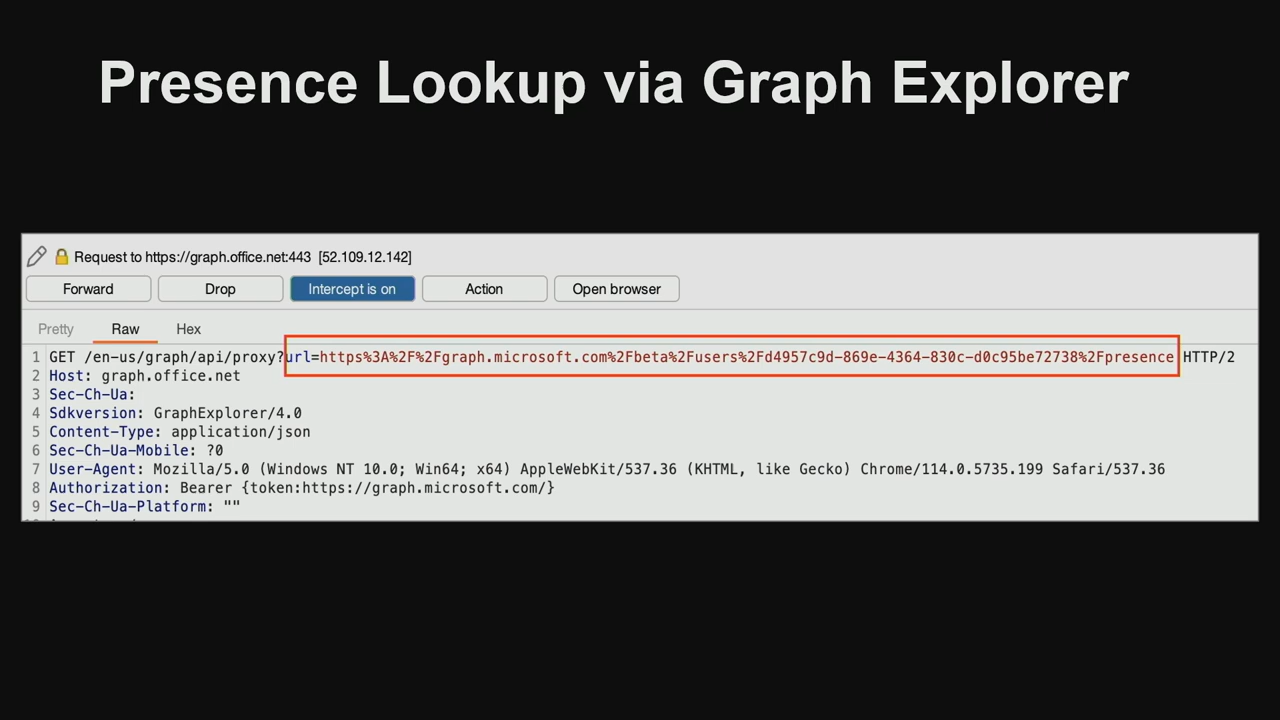 Presence Lookup via Graph Explorer
Request to https://graph.office.net:443 [52.109.12.142]
Forward Drop Intercept is on Action Open browser
Pretty Raw Hex
1 GET /en-us/graph/api/proxy?url=https%3A%2F%2Fgraph.microsoft.com%2Fbeta%2Fusers%2Fd4957c9d-869e-4364-830c-d0c95be72738%2Fpresence HTTP/2
2 Host: graph.office.net
3 Sec-Ch-Ua:
4 Sdkversion: GraphExplorer/4.0
5 Content-Type: application/json
6 Sec-Ch-Ua-Mobile: ?0
7 User-Agent: Mozilla/5.0 (Windows NT 10.0; Win64; x64) AppleWebKit/537.36 (KHTML, like Gecko) Chrome/114.0.5735.199 Safari/537.36
8 Authorization: Bearer {token:https://graph.microsoft.com/}
9 Sec-Ch-Ua-Platform: ""